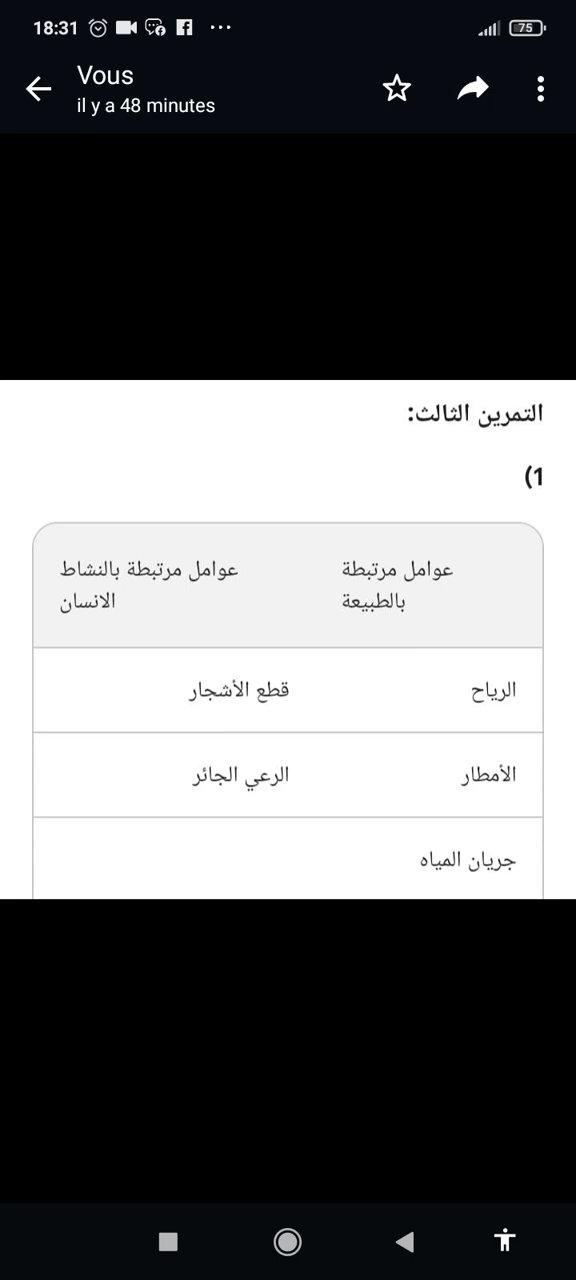 18:31
75
Vous
il y a 48 minutes
التمرين الثالث:
1)
عوامل مرتبطة بالطبيعة
عوامل مرتبطة بالنشاط الانسان
الرياح
قطع الأشجار
الأمطار
الرعي الجائر
جريان المياه